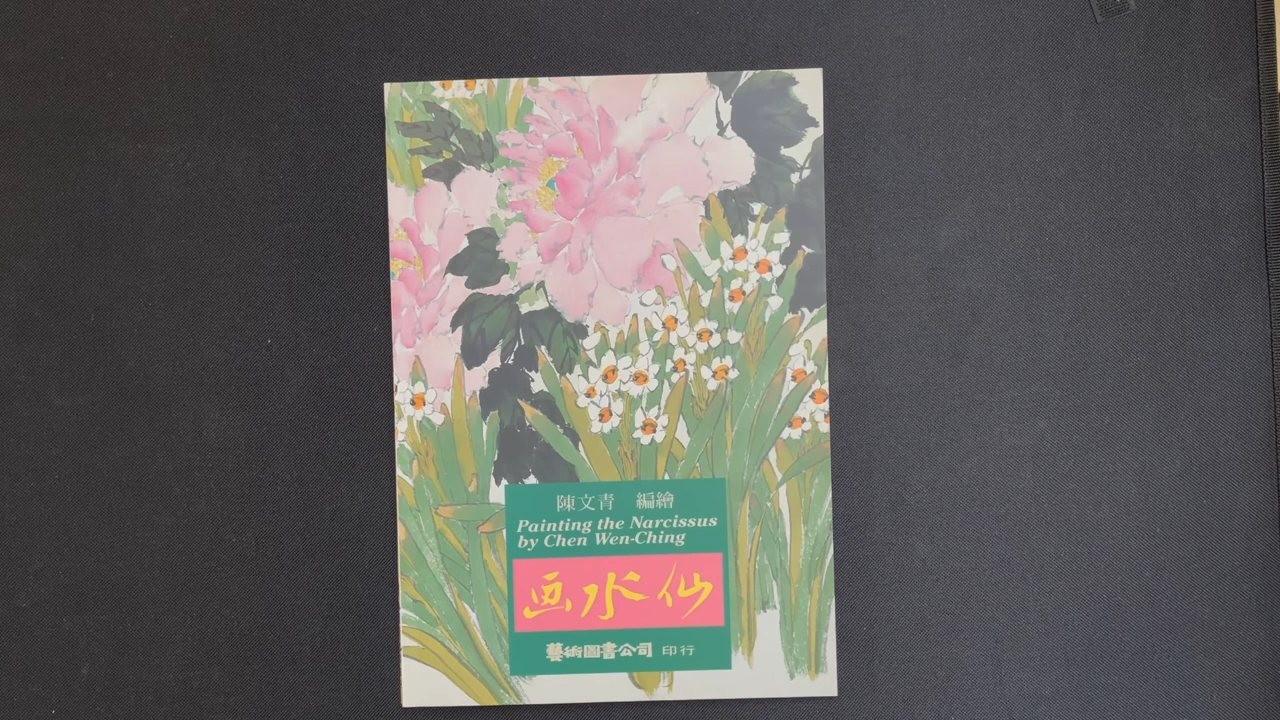 陳文青 編繪
Painting the Narcissus
by Chen Wen-Ching
画水仙
藝術圖書公司 印行